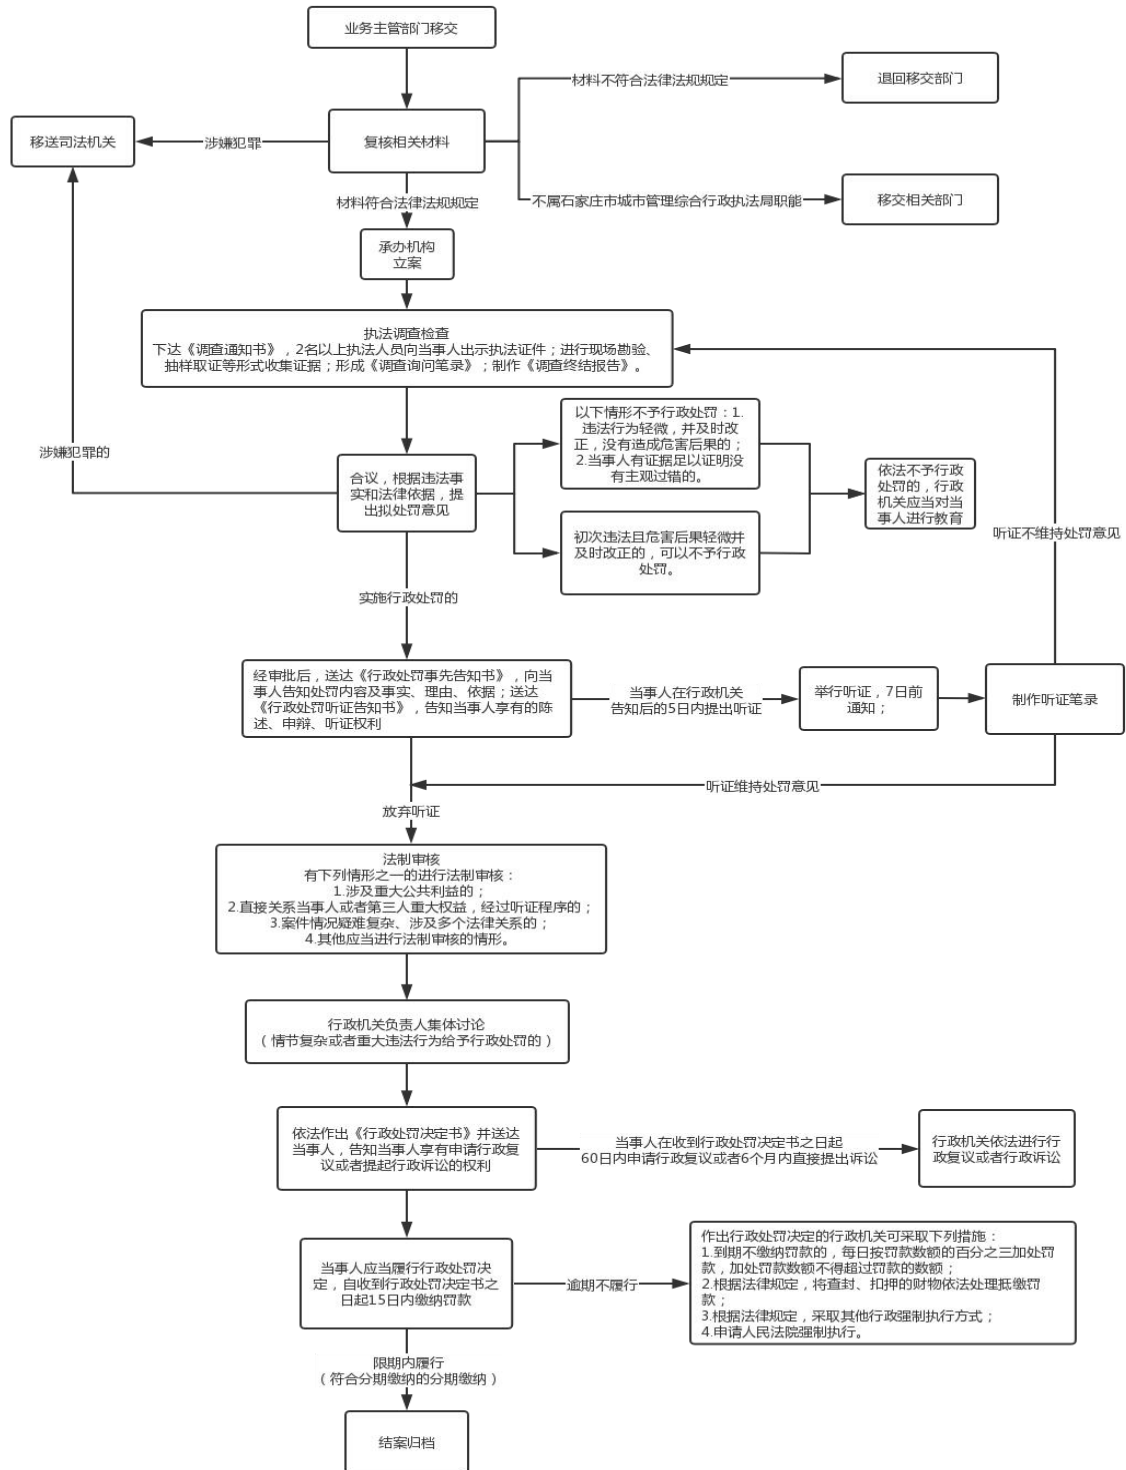 业务主管部门移交
材料不符合法律法规规定
退回移交部门
移送司法机关
涉嫌犯罪
复核相关材料
不属石家庄市城市管理综合行政执法局职能
移交相关部门
材料符合法律法规规定
承办机构
立案
执法调查检查
下达《调查通知书》，2名以上执法人员向当事人出示执法证件；进行现场勘验、
抽样取证等形式收集证据；形成《调查询问笔录》；制作《调查终结报告》。
以下情形不予行政处罚：1.
违法行为轻微，并及时改
正，没有造成危害后果的；
2.当事人有证据足以证明没
有主观过错的。
涉嫌犯罪的
合议，根据违法事
实和法律依据，提
出拟处罚意见
依法不予行政
处罚的，行政
机关应当对当
事人进行教育
初次违法且危害后果轻微并
及时改正的，可以不予行政
处罚。
听证不维持处罚意见
实施行政处罚的
经审批后，送达《行政处罚事先告知书》，向当
事人告知处罚内容及事实、理由、依据；送达
《行政处罚听证告知书》，告知当事人享有的陈
述、申辩、听证权利
当事人在行政机关
告知后的5日内提出听证
举行听证，7日前
通知；
制作听证笔录
听证维持处罚意见
放弃听证
法制审核
有下列情形之一的进行法制审核：
1.涉及重大公共利益的；
2.直接关系当事人或者第三人重大权益，经过听证程序的；
3.案件情况疑难复杂、涉及多个法律关系的；
4.其他应当进行法制审核的情形。
行政机关负责人集体讨论
（情节复杂或者重大违法行为给予行政处罚的）
依法作出《行政处罚决定书》并送达
当事人，告知当事人享有申请行政复
议或者提起行政诉讼的权利
当事人在收到行政处罚决定书之日起
60日内申请行政复议或者6个月内直接提出诉讼
行政机关依法进行行
政复议或者行政诉讼
当事人应当履行行政处罚决
定，自收到行政处罚决定书之
日起15日内缴纳罚款
逾期不履行
作出行政处罚决定的行政机关可采取下列措施：
1.到期不缴纳罚款的，每日按罚款数额的百分之三加处罚
款，加处罚款数额不得超过罚款的数额；
2.根据法律规定，将查封、扣押的财物依法处理抵缴罚
款；
3.根据法律规定，采取其他行政强制执行方式；
4.申请人民法院强制执行。
限期内履行
（符合分期缴纳的分期缴纳）
结案归档